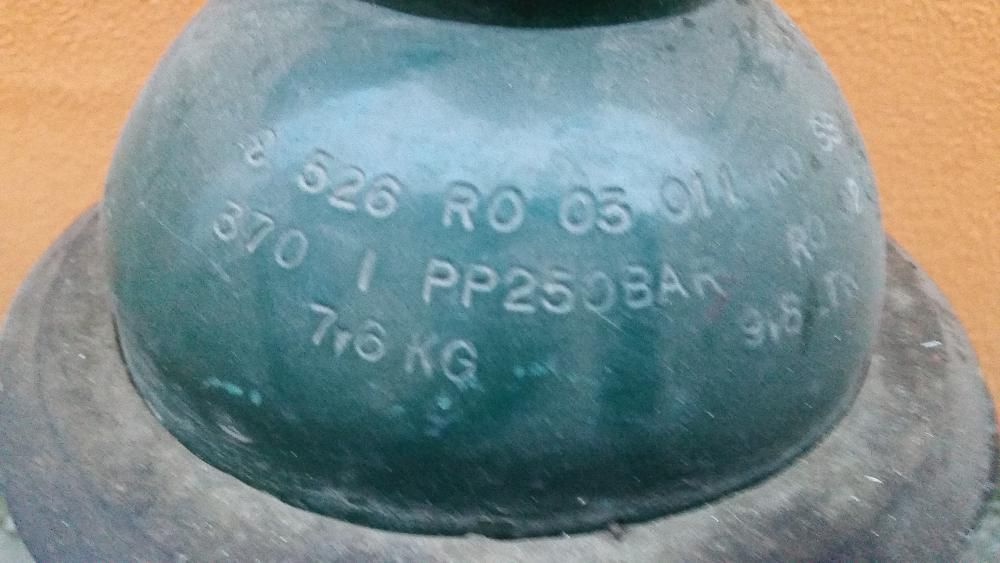 8 526 RO 05 011
370 I PP250BAR RO
7,6 KG 9,6